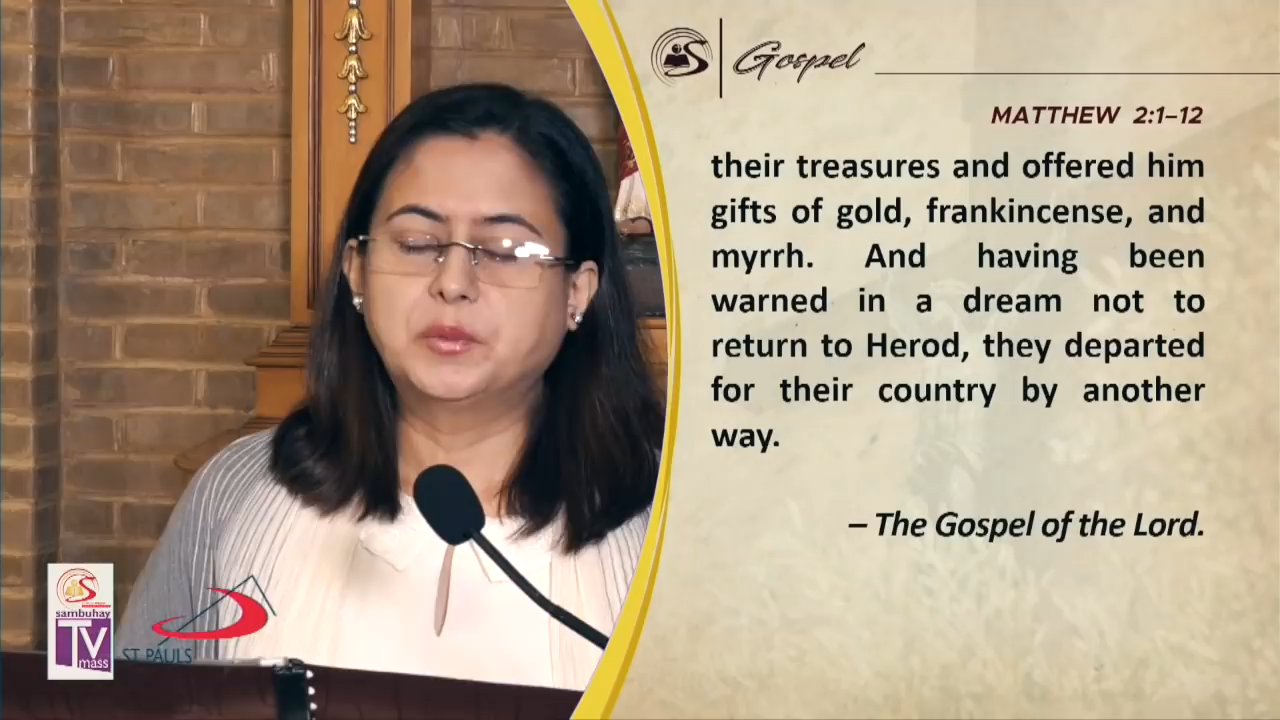 Gospel
MATTHEW 2:1–12
their treasures and offered him
gifts of gold, frankincense, and
myrrh. And having been
warned in a dream not to
return to Herod, they departed
for their country by another
way.
– The Gospel of the Lord.
sambuhay
TV
mass
ST PAULS